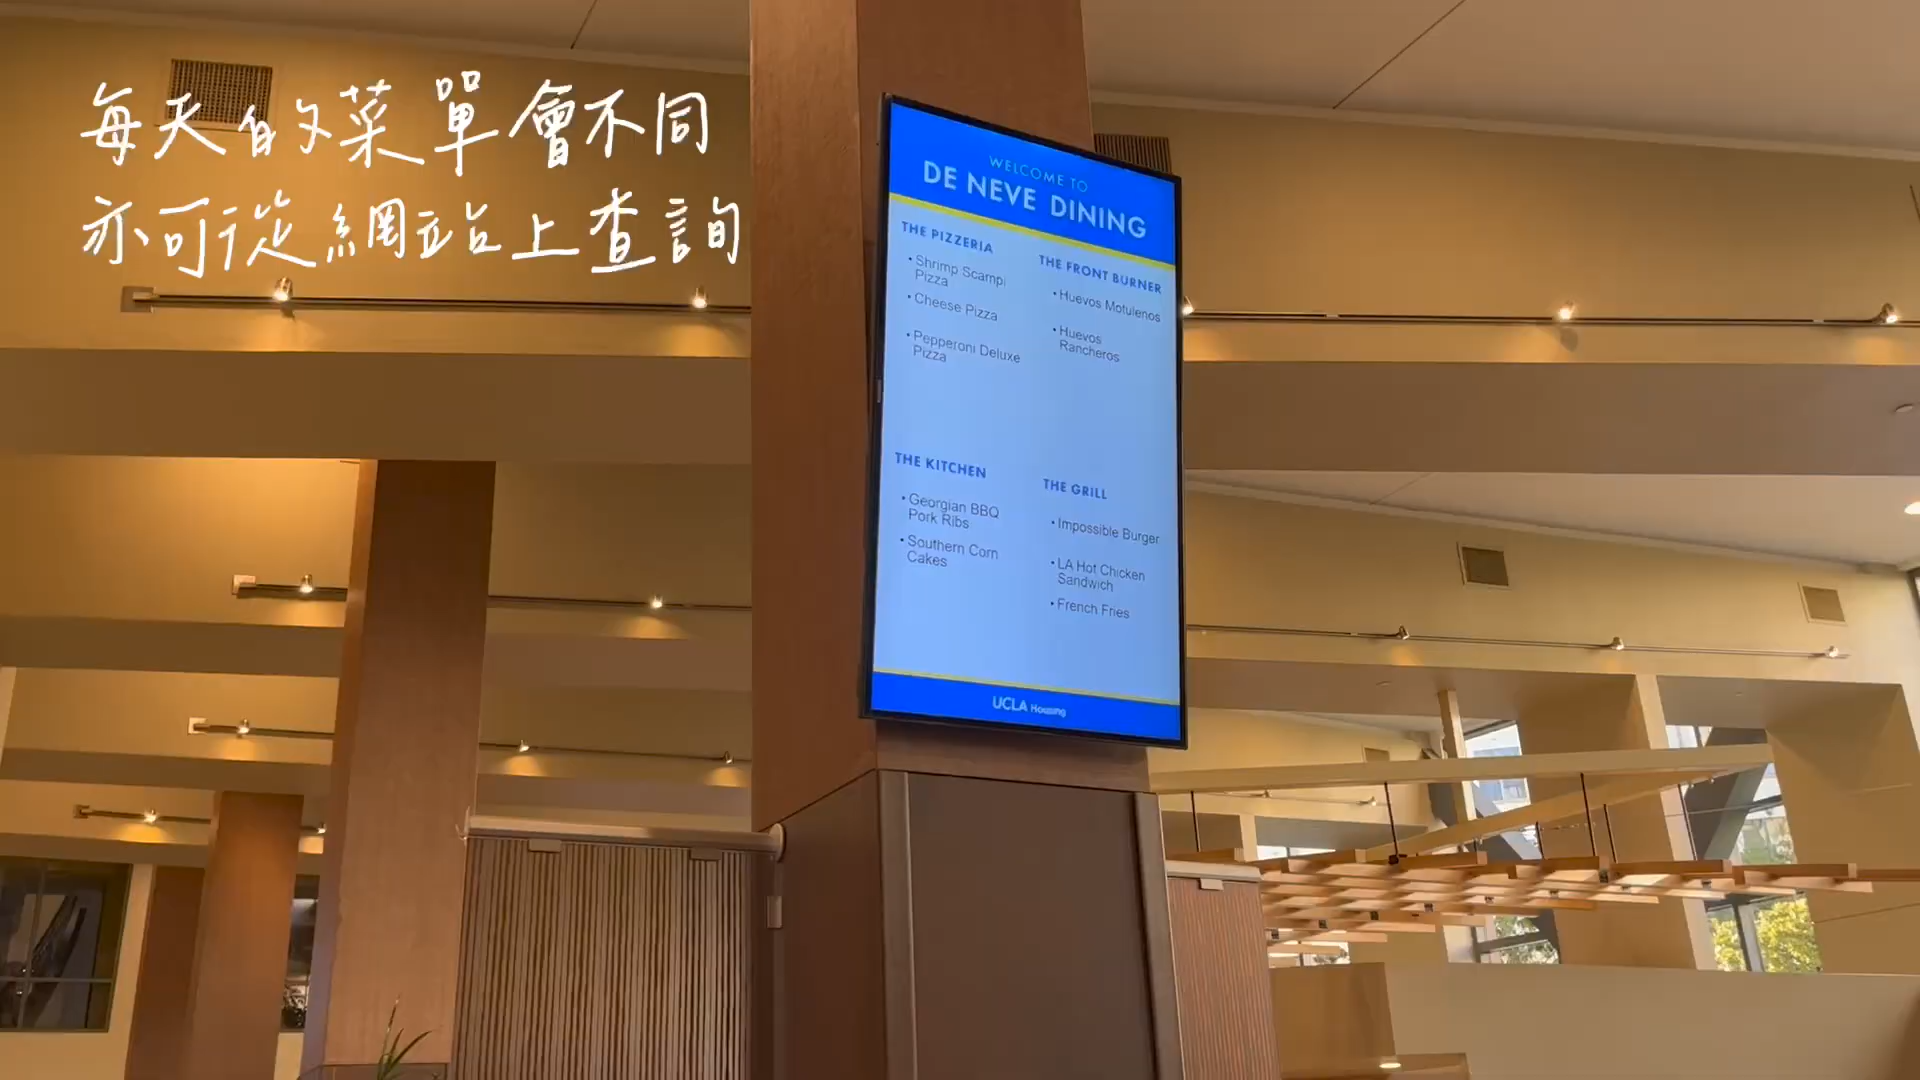 每天的菜單會不同
亦可從網站上查詢
WELCOME TO
DE NEVE DINING
THE PIZZERIA
• Shrimp Scampi
Pizza
• Cheese Pizza
• Pepperoni Deluxe
Pizza
THE FRONT BURNER
• Huevos Motulenos
• Huevos
Rancheros
THE KITCHEN
• Georgian BBQ
Pork Ribs
• Southern Corn
Cakes
THE GRILL
• Impossible Burger
• LA Hot Chicken
Sandwich
• French Fries
UCLA Housing